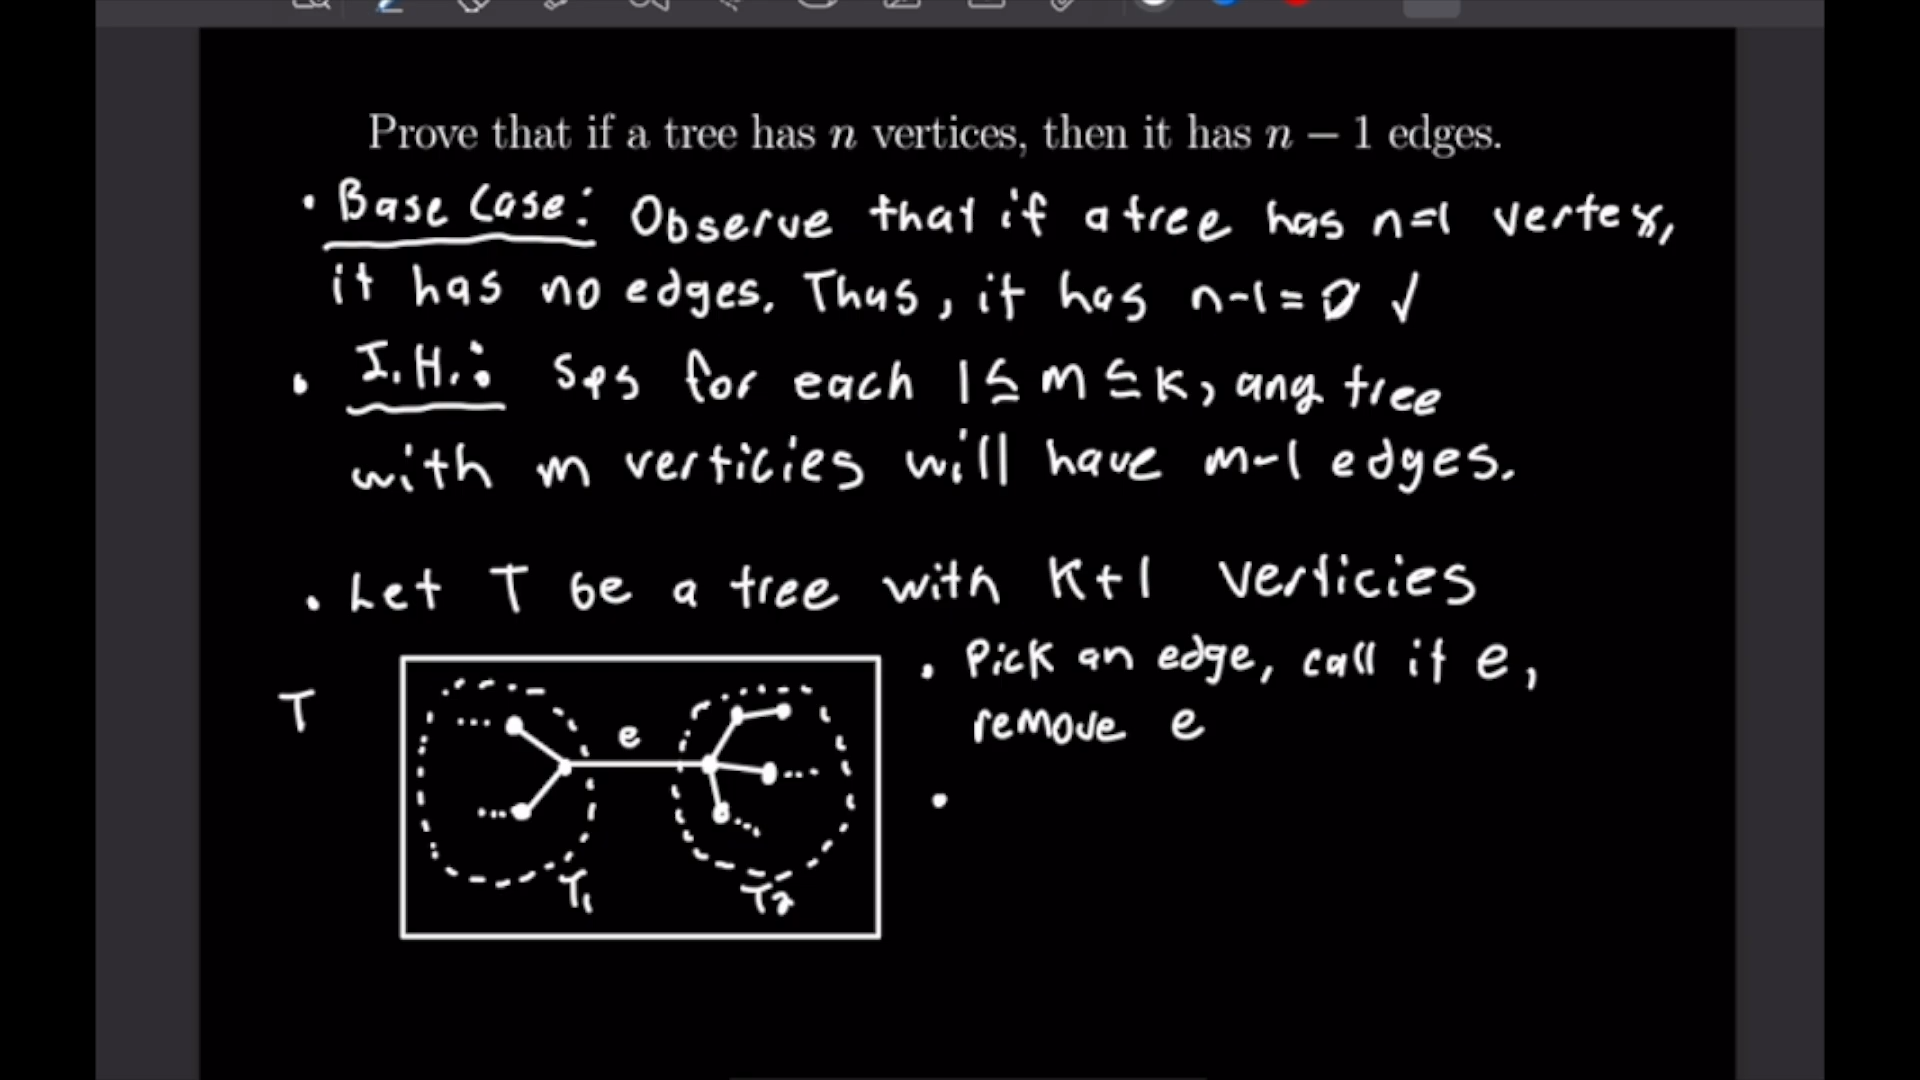 Prove that if a tree has n vertices, then it has n − 1 edges.
• Base Case: Observe that if a tree has n=1 vertex,
it has no edges. Thus, it has n-1=0 ✓
• I.H.: Sps for each 1≤m≤k, any tree
with m verticies will have m-1 edges.
• Let T be a tree with K+1 verticies
• Pick an edge, call it e,
remove e
•
T
e
T₁
T₂